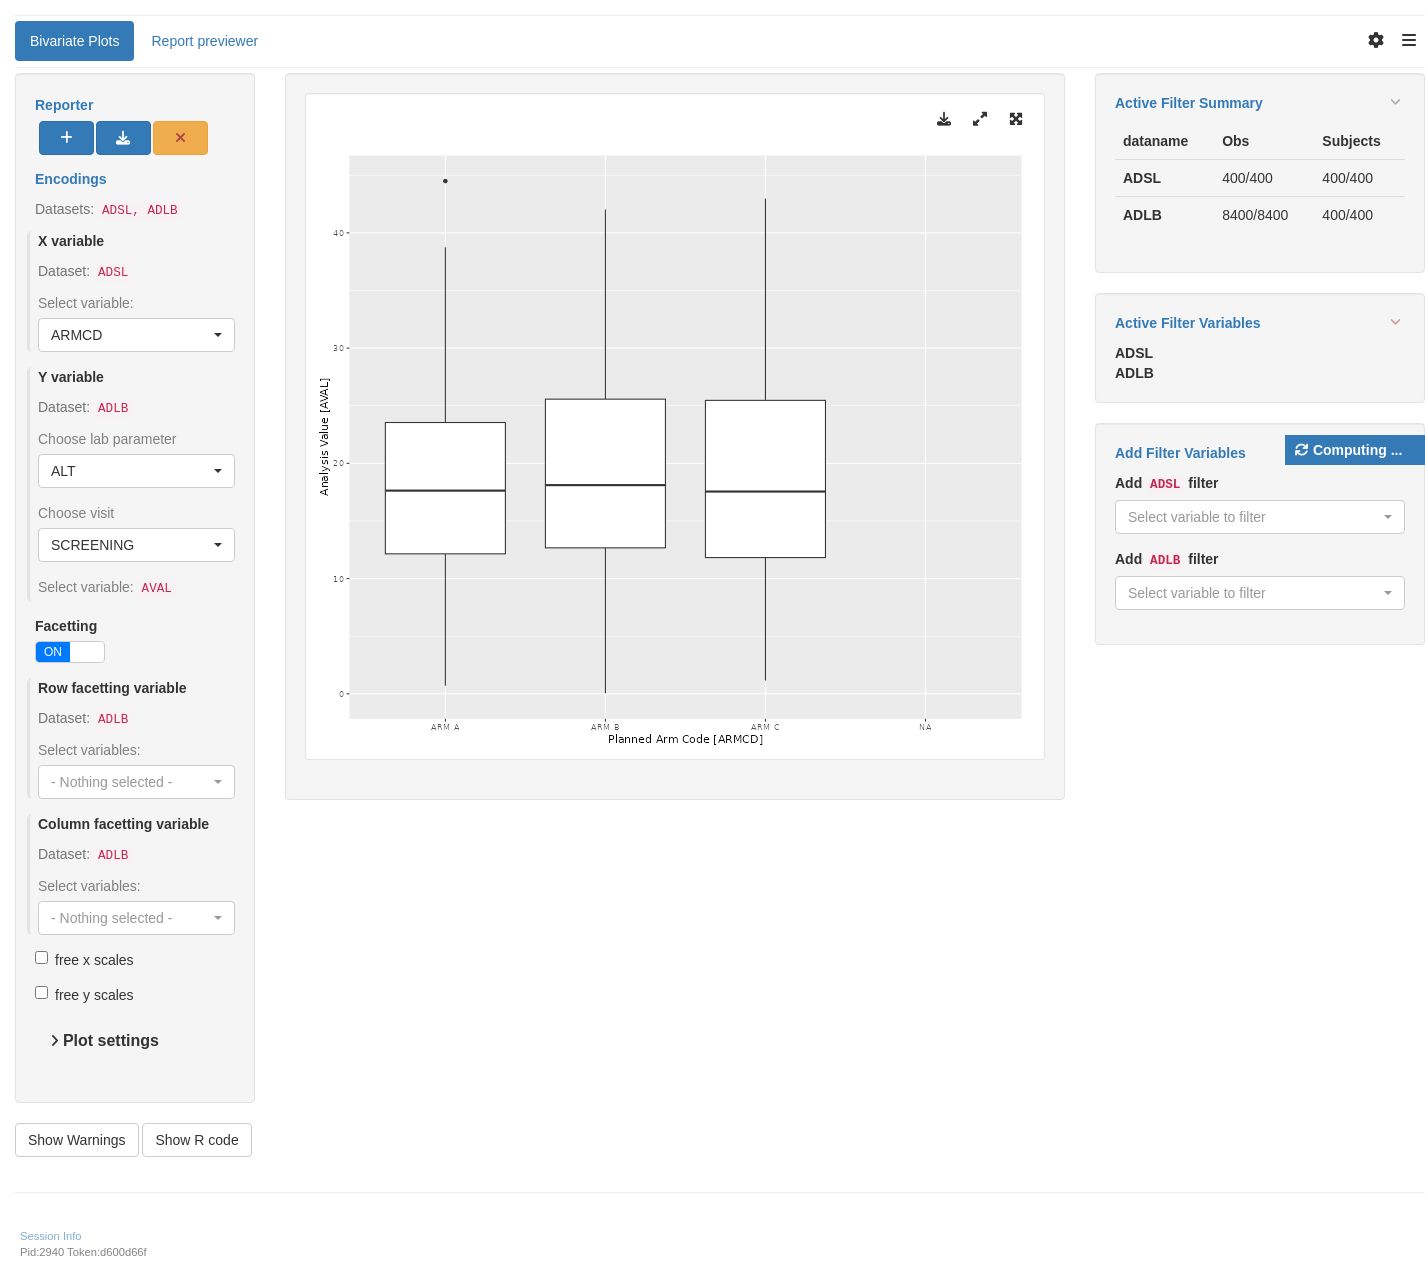 Bivariate Plots
Report previewer
Reporter
Encodings
Datasets: ADSL, ADLB
X variable
Dataset: ADSL
Select variable:
ARMCD
Y variable
Dataset: ADLB
Choose lab parameter
ALT
Choose visit
SCREENING
Select variable: AVAL
Facetting
ON
Row facetting variable
Dataset: ADLB
Select variables:
- Nothing selected -
Column facetting variable
Dataset: ADLB
Select variables:
- Nothing selected -
free x scales
free y scales
Plot settings
Show Warnings
Show R code
Analysis Value [AVAL]
40
30
20
10
0
ARM A
ARM B
ARM C
NA
Planned Arm Code [ARMCD]
Active Filter Summary
dataname Obs Subjects
ADSL 400/400 400/400
ADLB 8400/8400 400/400
Active Filter Variables
ADSL
ADLB
Add Filter Variables
Computing ...
Add ADSL filter
Select variable to filter
Add ADLB filter
Select variable to filter
Session Info
Pid:2940 Token:d600d66f